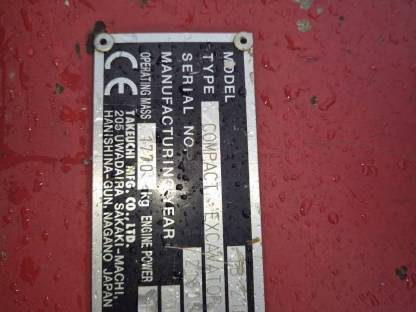 MODEL
TYPE COMPACT EXCAVATOR
SERIAL NO.
MANUFACTURING YEAR
OPERATING MASS 1770 kg ENGINE POWER
CE TAKEUCHI MFG. CO., LTD.
205 UWADAIRA, SAKAKI-MACHI,
HANISHINA-GUN, NAGANO JAPAN